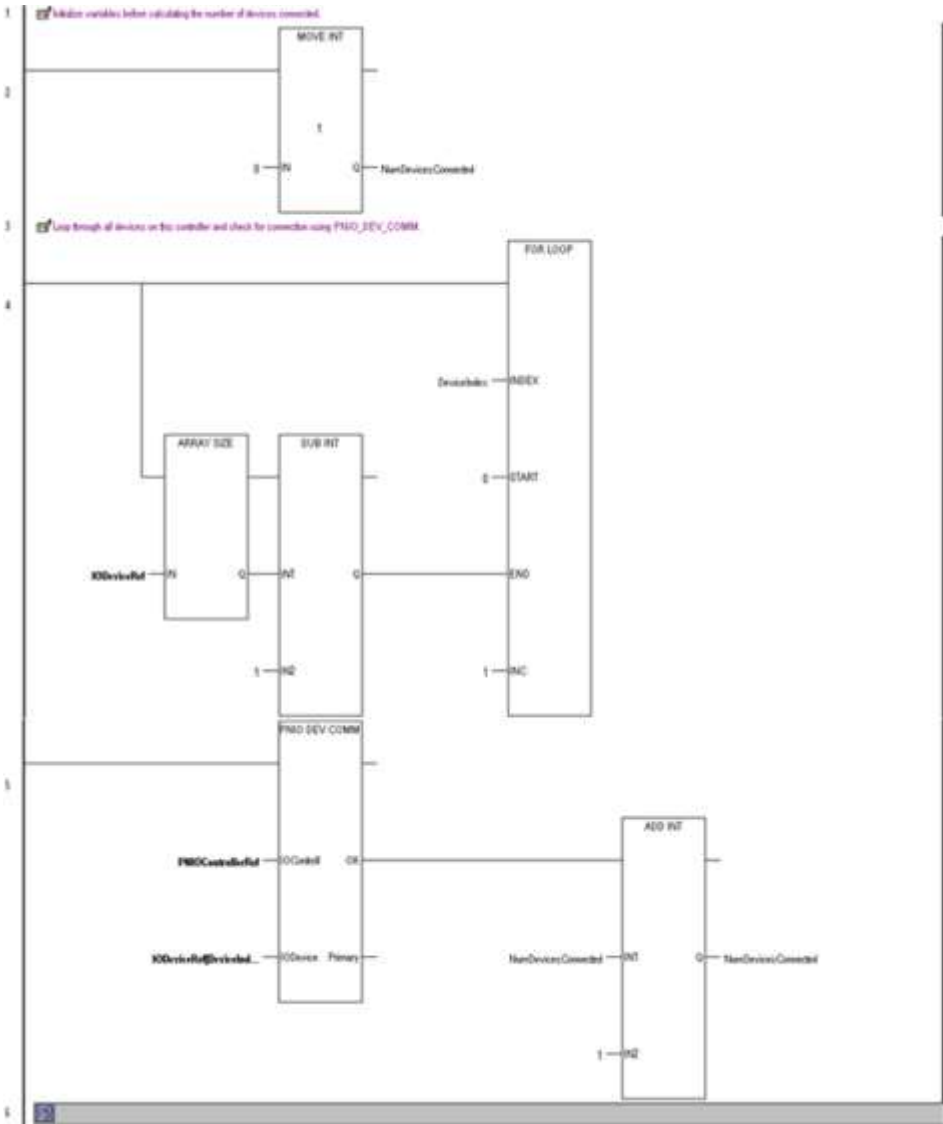 1 Initialize variables before calculating the number of devices connected.
MOVE INT
2
1
0 IN Q NumDevicesConnected
3 Loop through all devices on this controller and check for connection using PNIO_DEV_COMM.
FOR LOOP
4
DeviceIndex INDEX
ARRAY SIZE SUB INT
0 START
IODeviceRef IN Q IN1 Q END
1 IN2 1 INC
PNIO DEV COMM
5
ADD INT
PNIOControllerRef IOControll OK
IODeviceRef[DeviceInd... IODevice Primary NumDevicesConnected IN1 Q NumDevicesConnected
1 IN2
6